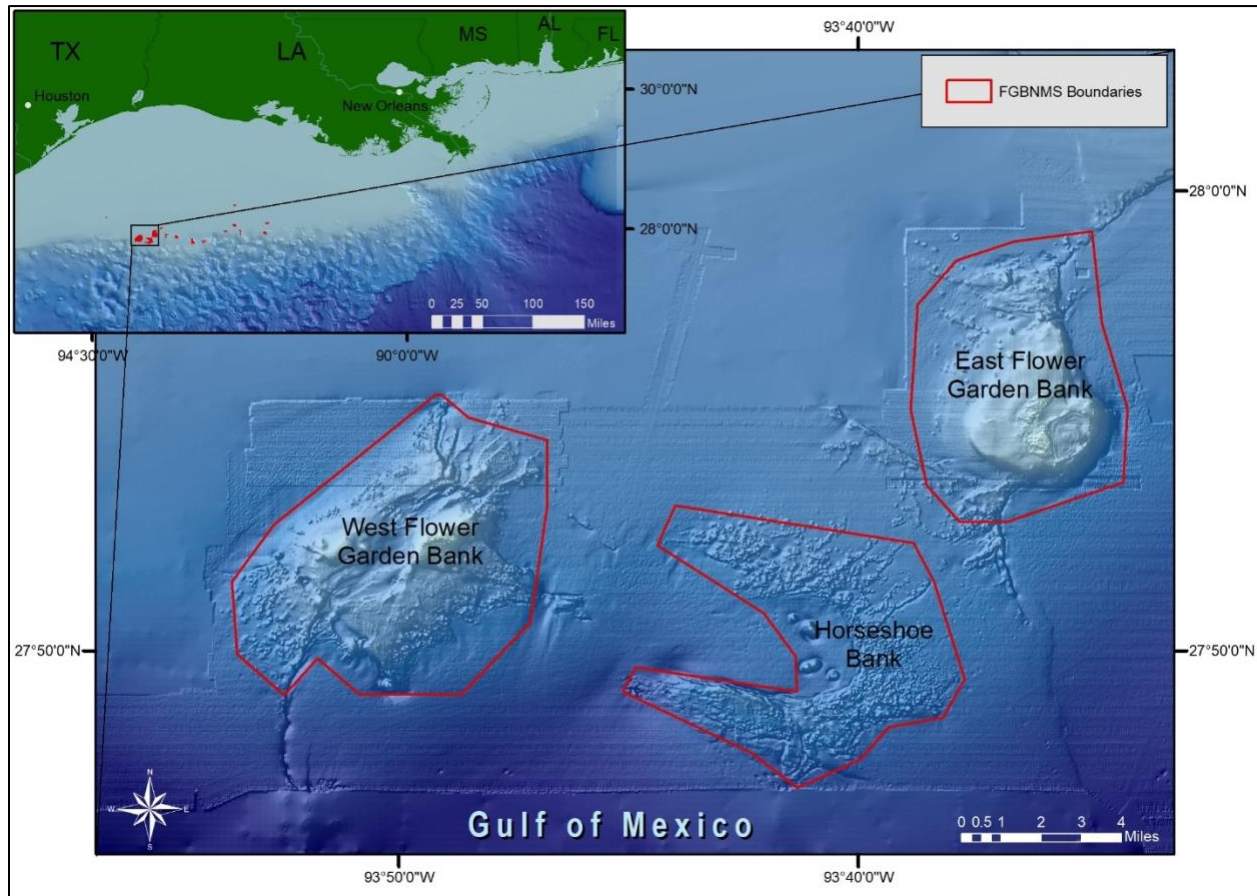 93°40'0"W
TX
LA
MS
AL
FL
Houston
New Orleans
30°0'0"N
28°0'0"N
0 25 50 100 150
Miles
94°30'0"W
90°0'0"W
FGBNMS Boundaries
28°0'0"N
East Flower
Garden Bank
West Flower
Garden Bank
Horseshoe
Bank
27°50'0"N
27°50'0"N
N
W
E
S
Gulf of Mexico
0 0.5 1 2 3 4
Miles
93°50'0"W
93°40'0"W